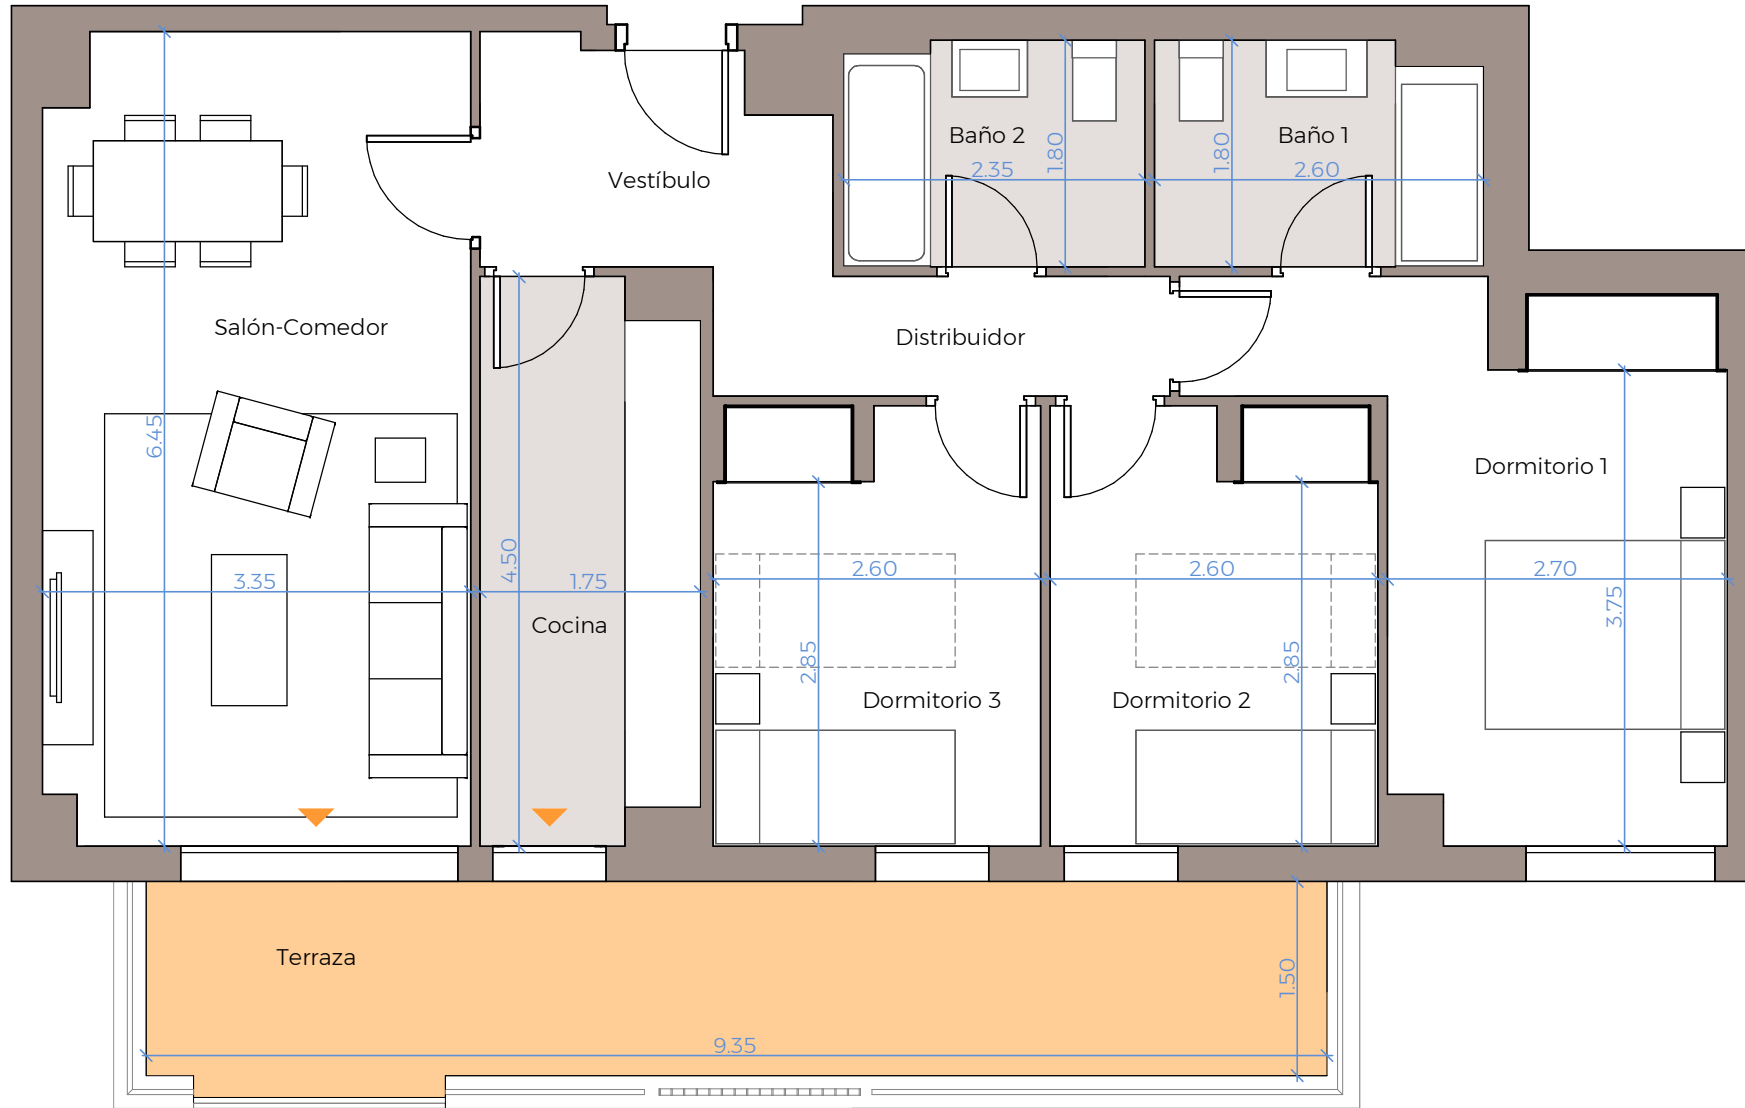 Baño 2
Baño 1
1.80
1.80
2.35
2.60
Vestíbulo
Salón-Comedor
Distribuidor
6.45
Dormitorio 1
4.50
3.35
1.75
2.60
2.60
2.70
3.75
Cocina
2.85
2.85
Dormitorio 3
Dormitorio 2
Terraza
1.50
9.35